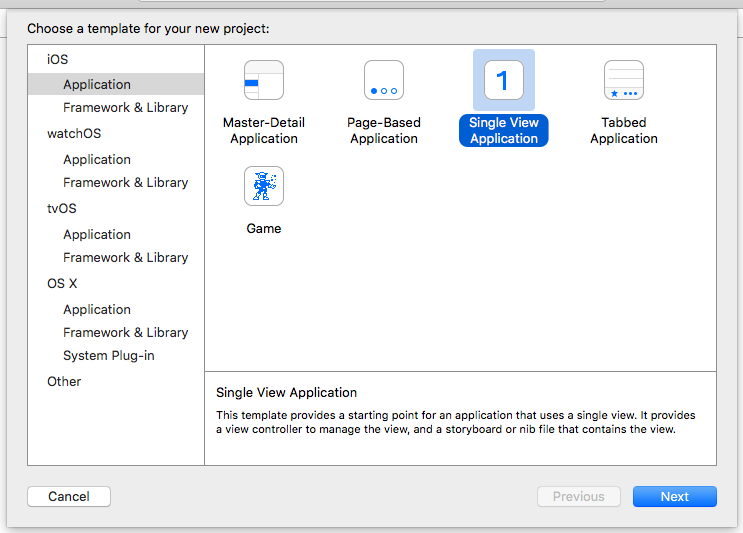 Choose a template for your new project:
iOS
Application
Framework & Library
watchOS
Application
Framework & Library
tvOS
Application
Framework & Library
OS X
Application
Framework & Library
System Plug-in
Other
Master-Detail
Application
Page-Based
Application
1
Single View
Application
Tabbed
Application
Game
Single View Application
This template provides a starting point for an application that uses a single view. It provides
a view controller to manage the view, and a storyboard or nib file that contains the view.
Cancel
Previous
Next